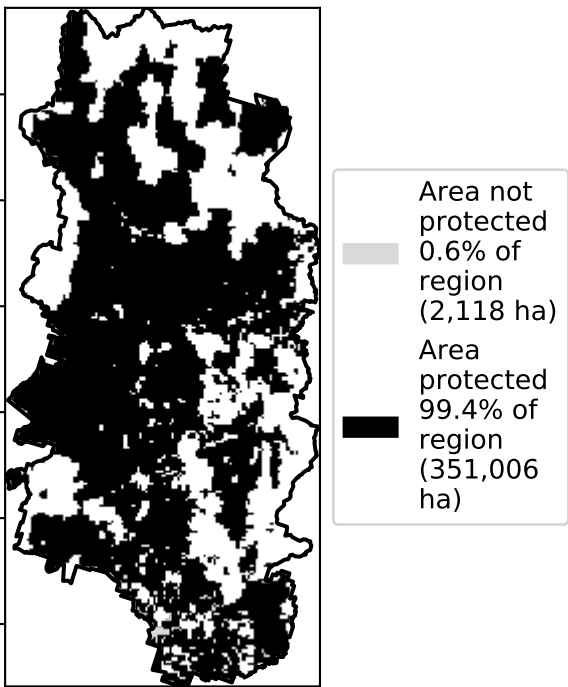 Area not
protected
0.6% of
region
(2,118 ha)
Area
protected
99.4% of
region
(351,006
ha)